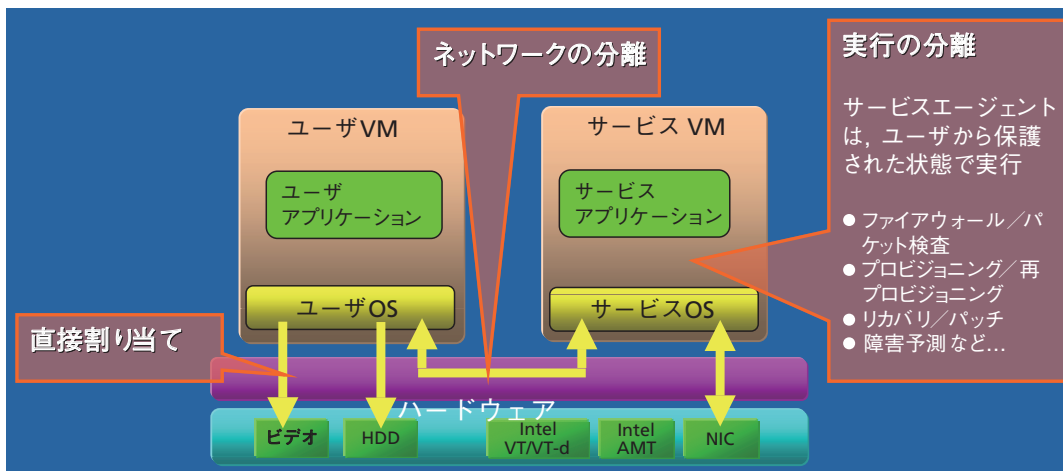 ネットワークの分離
実行の分離
サービスエージェント
は，ユーザから保護
された状態で実行
● ファイアウォール／パ
ケット検査
● プロビジョニング／再
プロビジョニング
● リカバリ／パッチ
● 障害予測など…
ユーザVM
ユーザ
アプリケーション
ユーザOS
サービス VM
サービス
アプリケーション
サービスOS
直接割り当て
ハードウェア
ビデオ
HDD
Intel
VT/VT-d
Intel
AMT
NIC